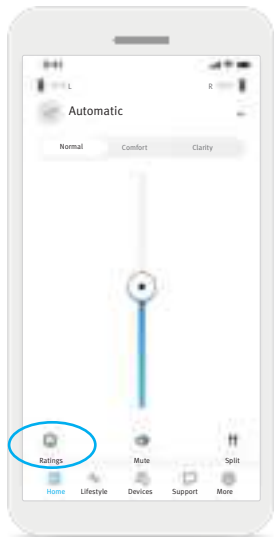 L R
Automatic
Normal Comfort Clarity
Ratings Mute Split
Home Lifestyle Devices Support More